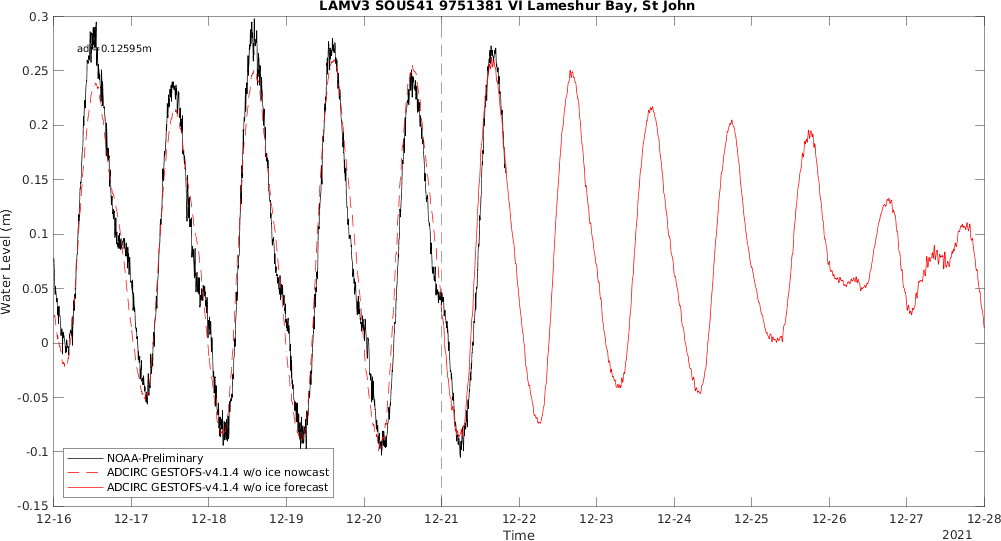 LAMV3 SOUS41 9751381 VI Lameshur Bay, St John
0.3
adj=0.12595m
0.25
0.2
0.15
0.1
0.05
0
-0.05
-0.1
-0.15
Water Level (m)
NOAA-Preliminary
ADCIRC GESTOFS-v4.1.4 w/o ice nowcast
ADCIRC GESTOFS-v4.1.4 w/o ice forecast
12-16 12-17 12-18 12-19 12-20 12-21 12-22 12-23 12-24 12-25 12-26 12-27 12-28
Time
2021